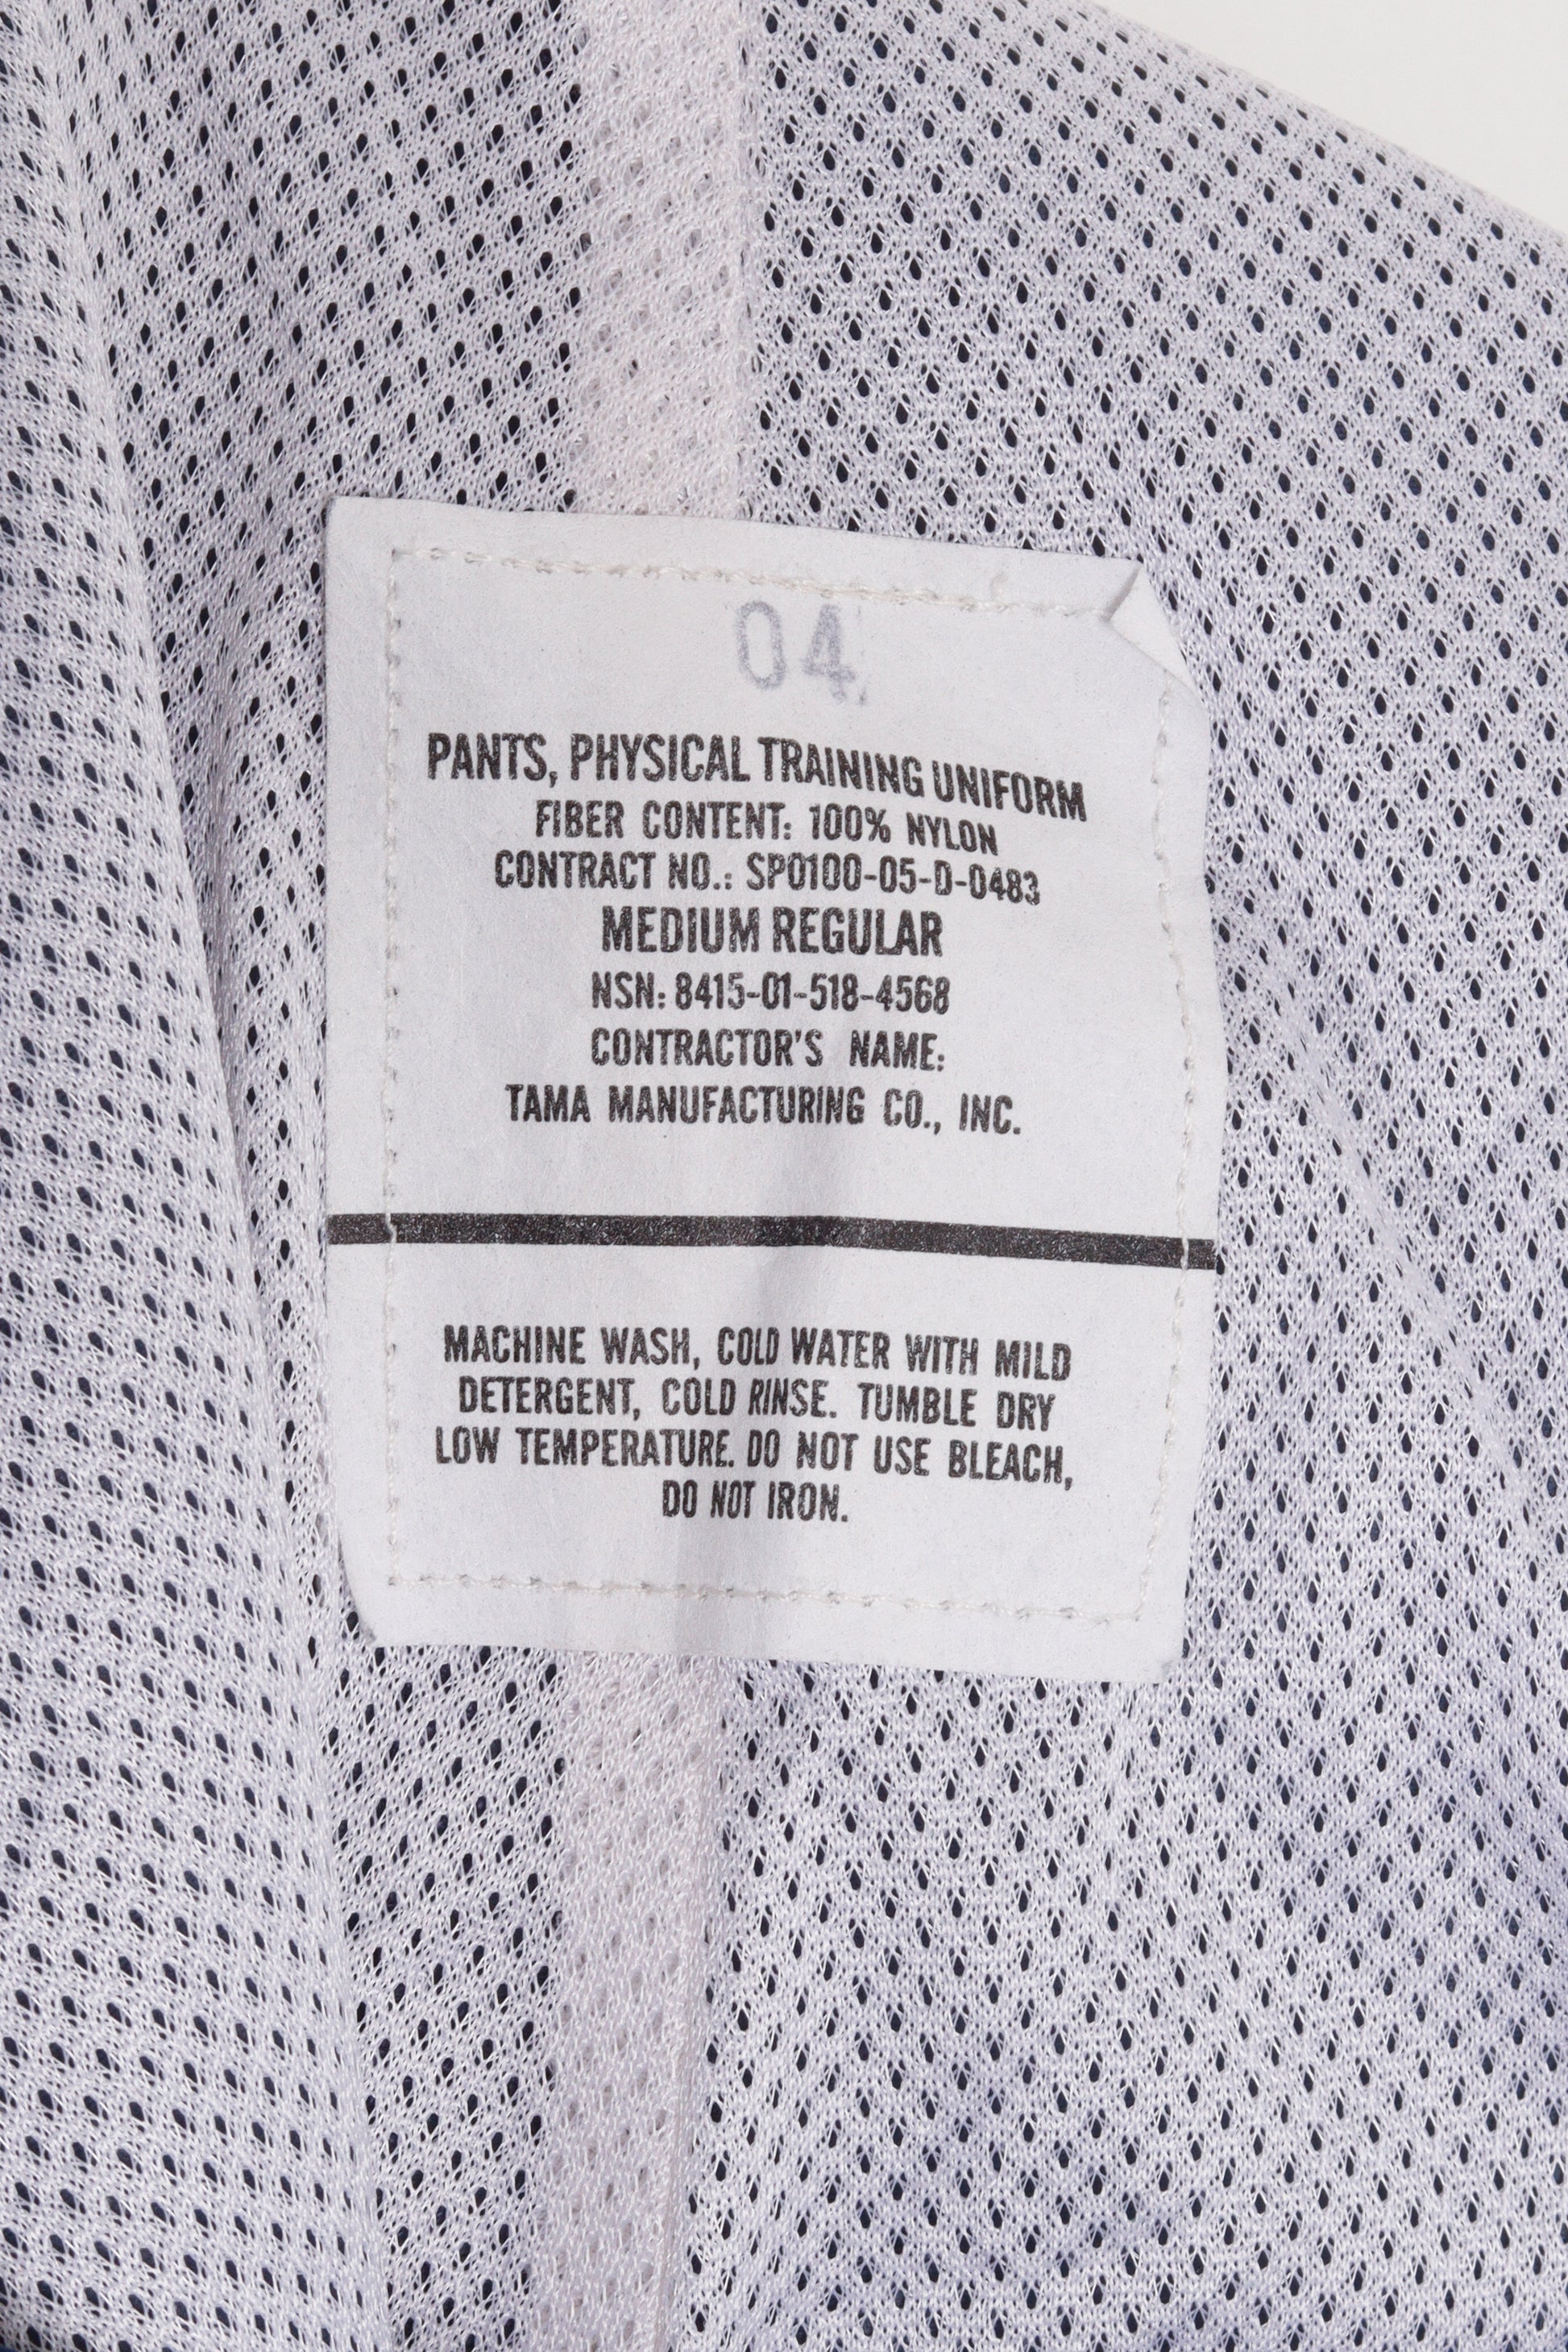 04
PANTS, PHYSICAL TRAINING UNIFORM
FIBER CONTENT: 100% NYLON
CONTRACT NO.: SPO100-05-D-0483
MEDIUM REGULAR
NSN: 8415-01-518-4568
CONTRACTOR'S NAME:
TAMA MANUFACTURING CO., INC.
MACHINE WASH, COLD WATER WITH MILD
DETERGENT, COLD RINSE. TUMBLE DRY
LOW TEMPERATURE. DO NOT USE BLEACH,
DO NOT IRON.